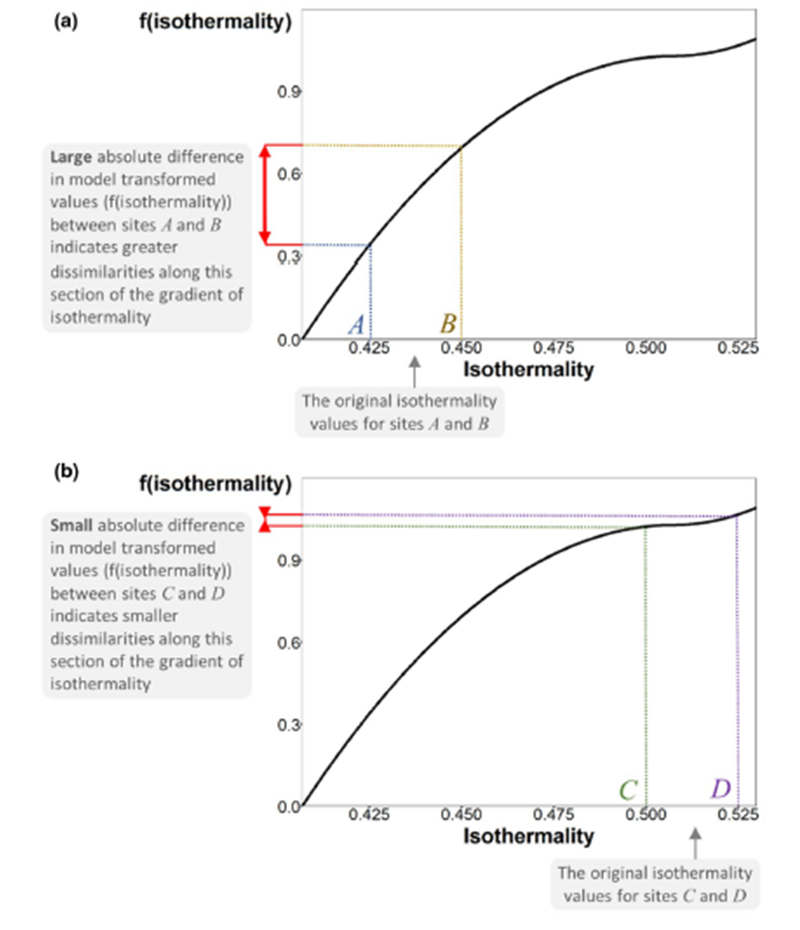 (a)
f(isothermality)
0.9
0.6
0.3
0.0
Large absolute difference
in model transformed
values (f(isothermality))
between sites A and B
indicates greater
dissimilarities along this
section of the gradient of
isothermality
A
B
0.425 0.450 0.475 0.500 0.525
Isothermality
The original isothermality
values for sites A and B
(b)
f(isothermality)
0.9
0.6
0.3
0.0
Small absolute difference
in model transformed
values (f(isothermality))
between sites C and D
indicates smaller
dissimilarities along this
section of the gradient of
isothermality
C
D
0.425 0.450 0.475 0.500 0.525
Isothermality
The original isothermality
values for sites C and D